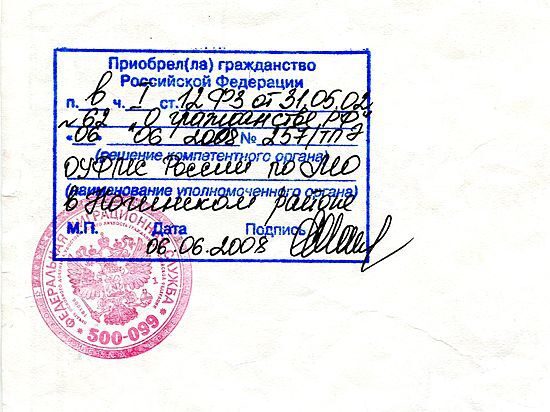 Приобрел(ла) гражданство
Российской Федерации
п. в ч. I ст. 12 ФЗ от 31.05.02
№62 "О гражданстве РФ"
"06" 06 2008 № 257/
(решение компетентного органа)
ОУФМС России по МО
(наименование уполномоченного органа)
в Ногинском районе
М.П. Дата Подпись
06.06.2008
ФЕДЕРАЛЬНАЯ МИГРАЦИОННАЯ СЛУЖБА
* 500-099 *